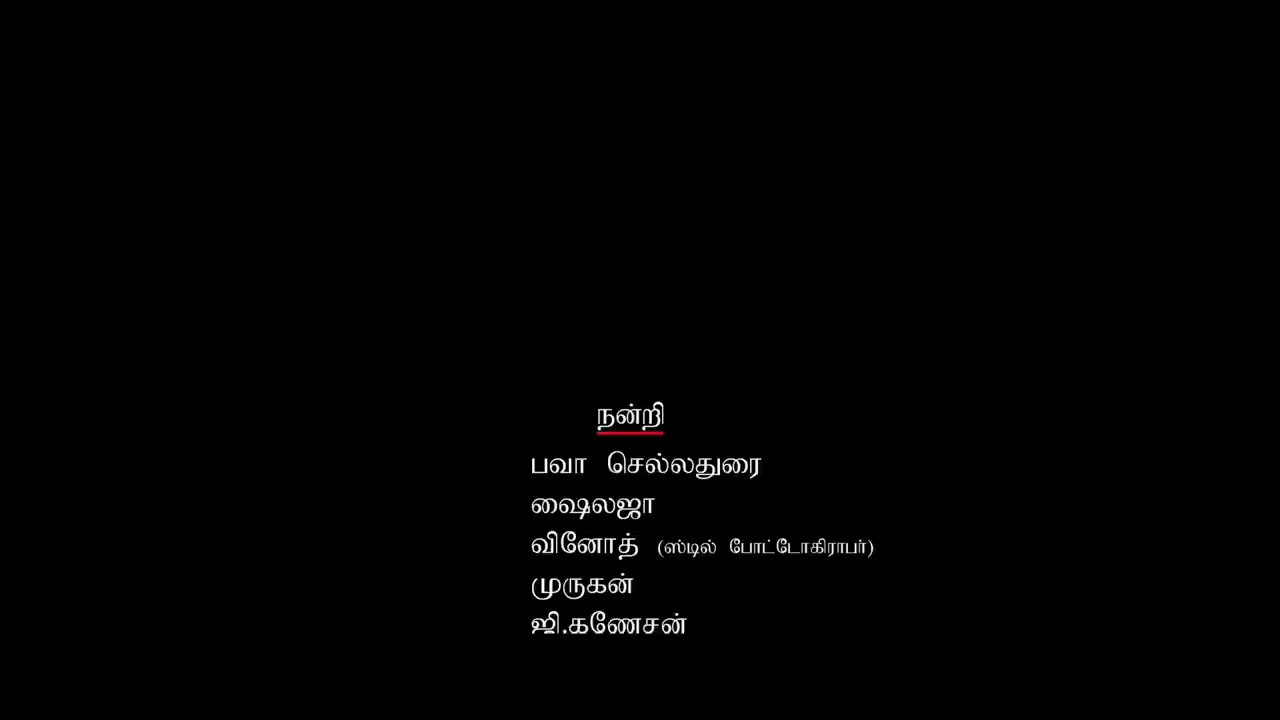 நன்றி
பவா செல்லதுரை
ஷைலஜா
வினோத் (ஸ்டில் போட்டோகிராபர்)
முருகன்
ஜி.கணேசன்